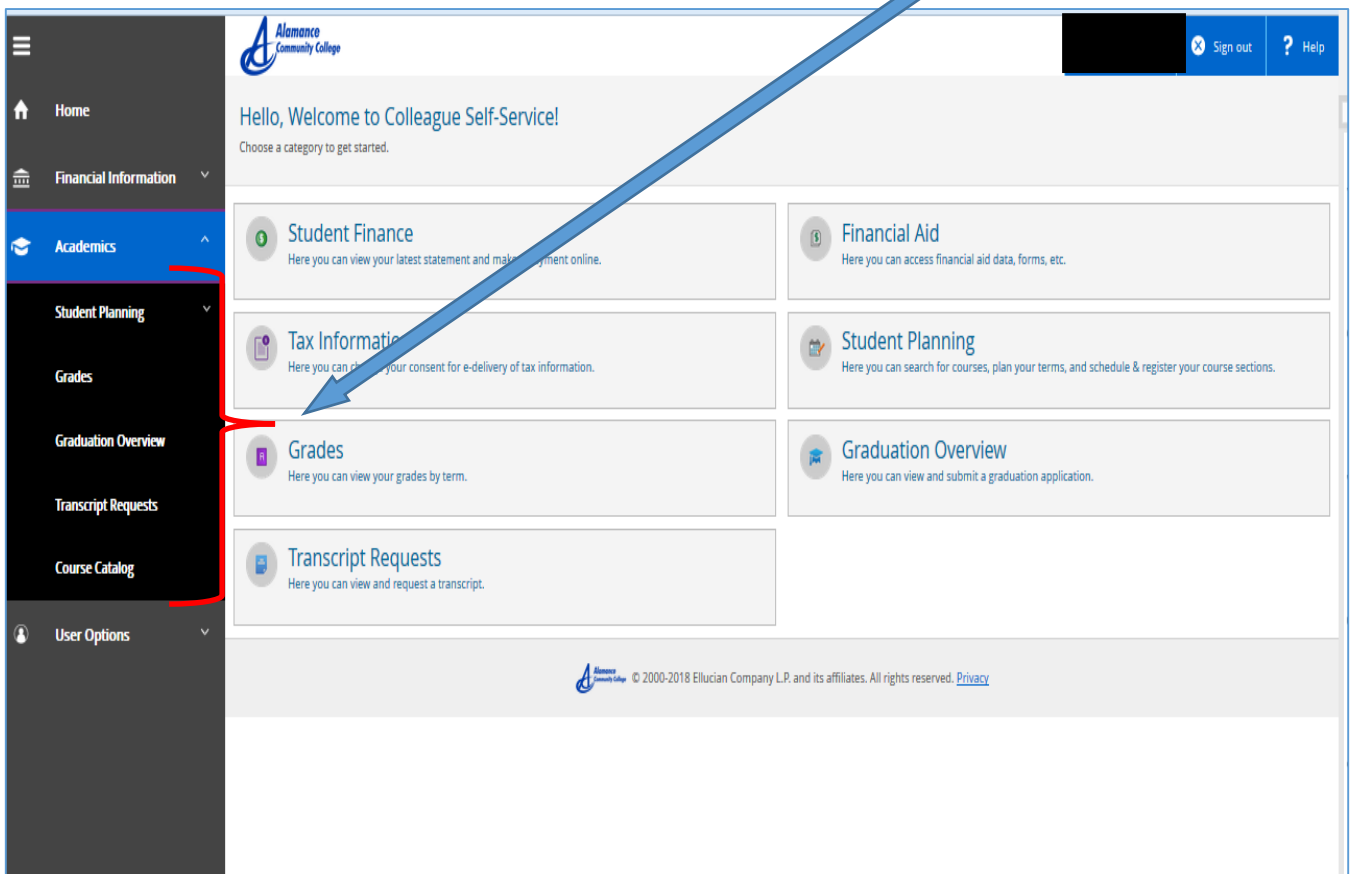 Alamance
Community College
Sign out
? Help
Home
Financial Information
Academics
Student Planning
Grades
Graduation Overview
Transcript Requests
Course Catalog
User Options
Hello, Welcome to Colleague Self-Service!
Choose a category to get started.
Student Finance
Here you can view your latest statement and make payment online.
Financial Aid
Here you can access financial aid data, forms, etc.
Tax Information
Here you can your consent for e-delivery of tax information.
Student Planning
Here you can search for courses, plan your terms, and schedule & register your course sections.
Grades
Here you can view your grades by term.
Graduation Overview
Here you can view and submit a graduation application.
Transcript Requests
Here you can view and request a transcript.
Alamance
Community College
© 2000-2018 Ellucian Company L.P. and its affiliates. All rights reserved. Privacy